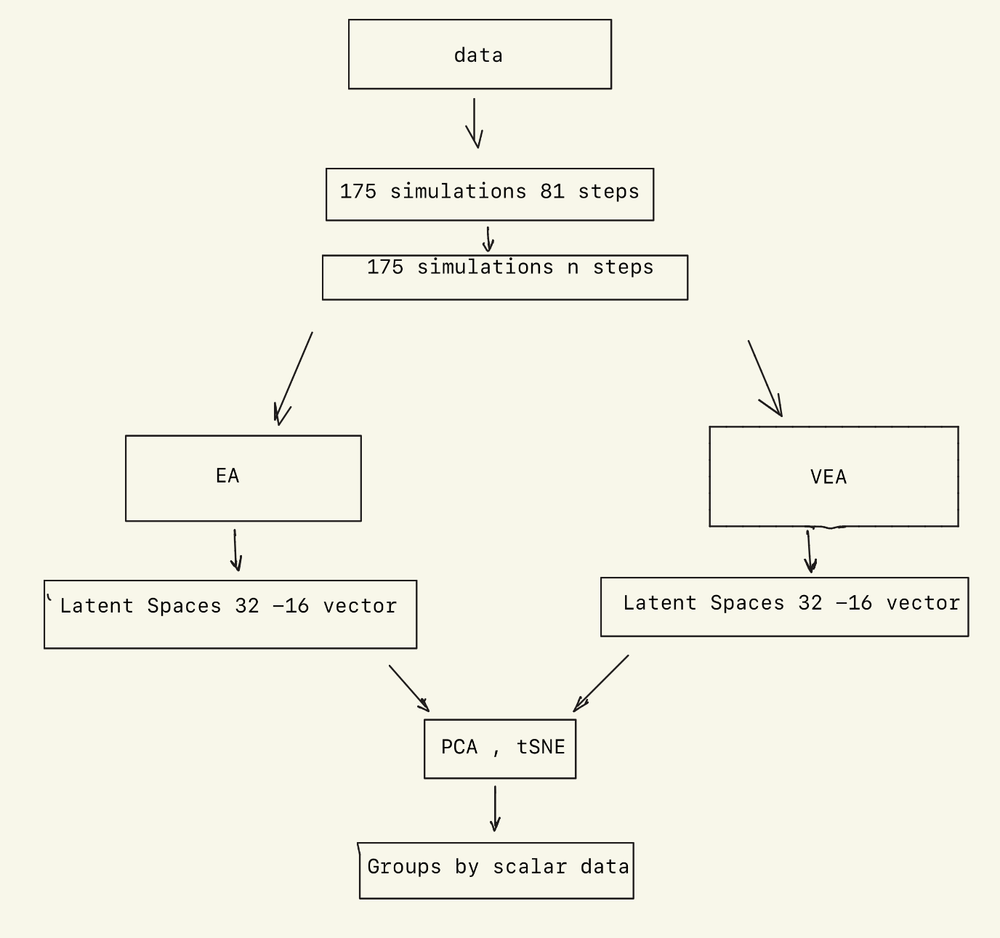 data
175 simulations 81 steps
175 simulations n steps
EA
VEA
Latent Spaces 32 –16 vector
Latent Spaces 32 –16 vector
PCA , tSNE
Groups by scalar data